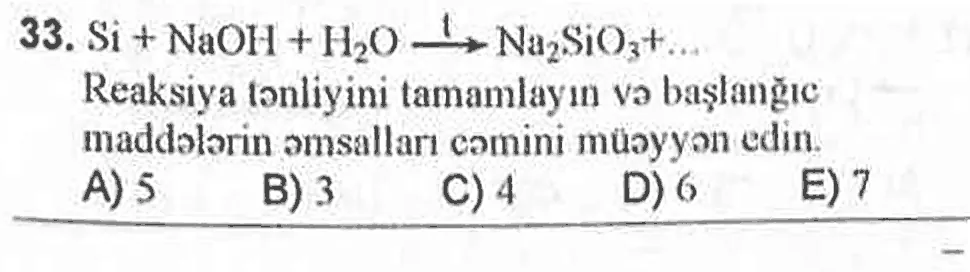 33. Si + NaOH + H₂O —t→ Na₂SiO₃+...
Reaksiya tənliyini tamamlayın və başlanğıc
maddələrin əmsalları cəmini müəyyən edin.
A) 5 B) 3 C) 4 D) 6 E) 7